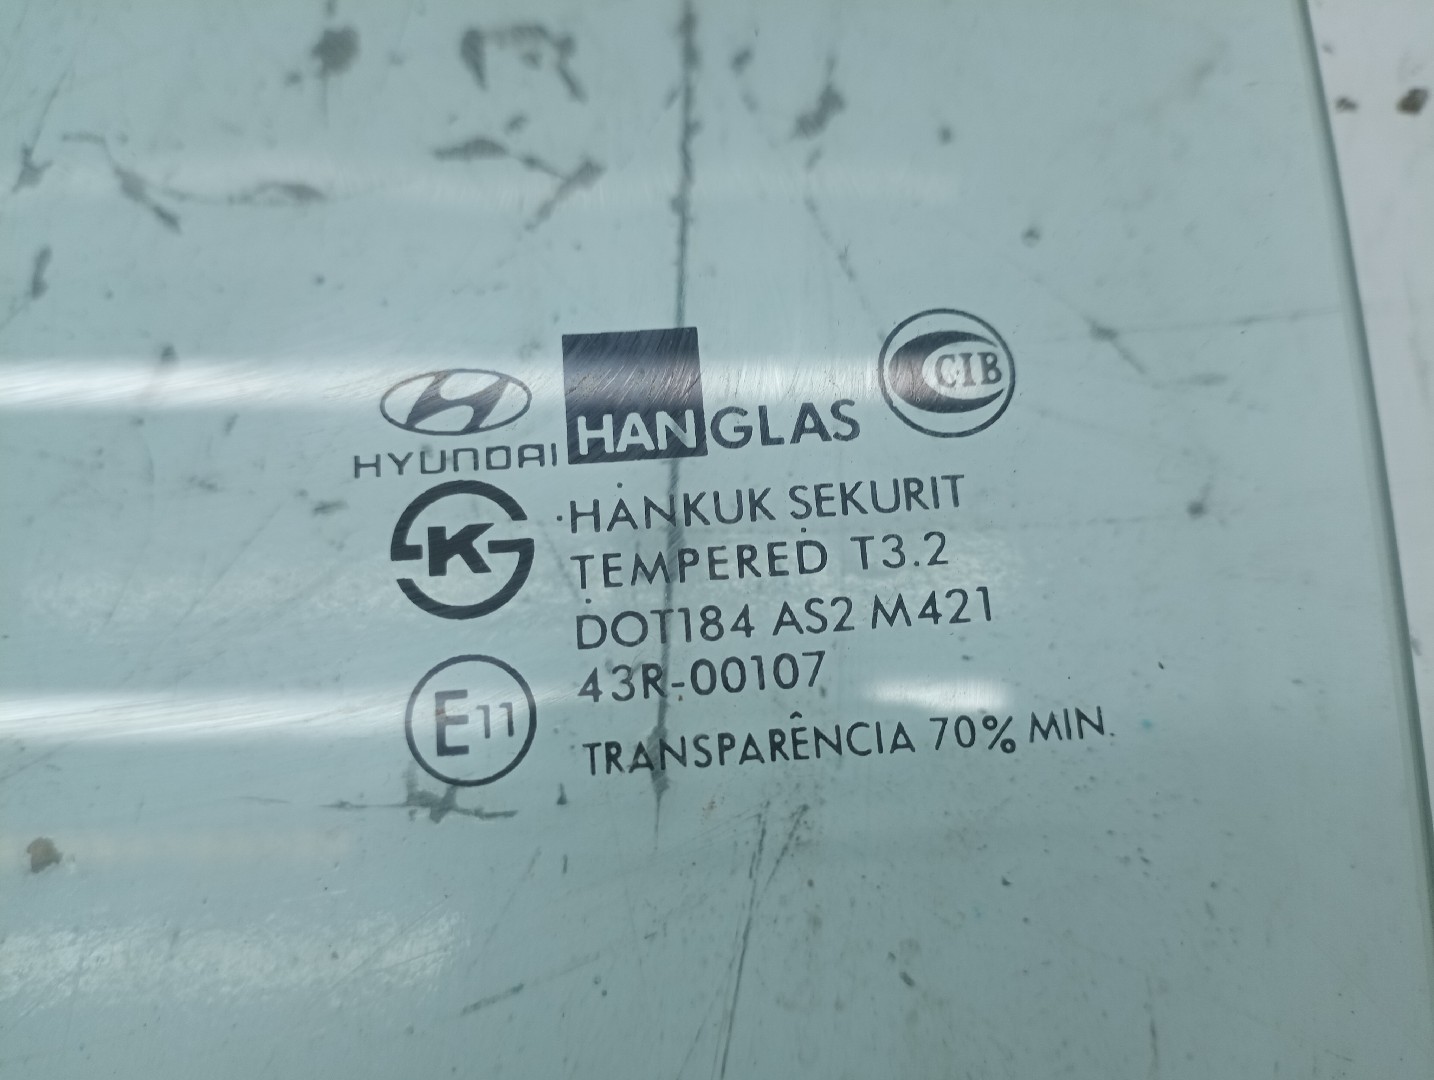 HYUNDAI HANGLAS CIB
K HANKUK SEKURIT
TEMPERED T3.2
DOT184 AS2 M421
E11 43R-00107
TRANSPARÊNCIA 70% MIN.